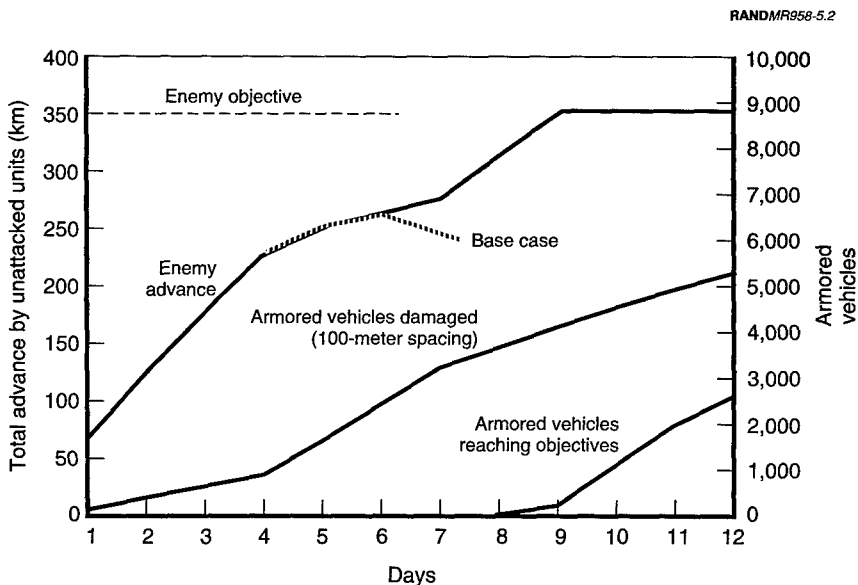 RANDMR958-5.2
400
350
300
250
200
150
100
50
0
Total advance by unattacked units (km)
10,000
9,000
8,000
7,000
6,000
5,000
4,000
3,000
2,000
1,000
0
Armored
vehicles
Enemy objective
Base case
Enemy
advance
Armored vehicles damaged
(100-meter spacing)
Armored vehicles
reaching objectives
1 2 3 4 5 6 7 8 9 10 11 12
Days